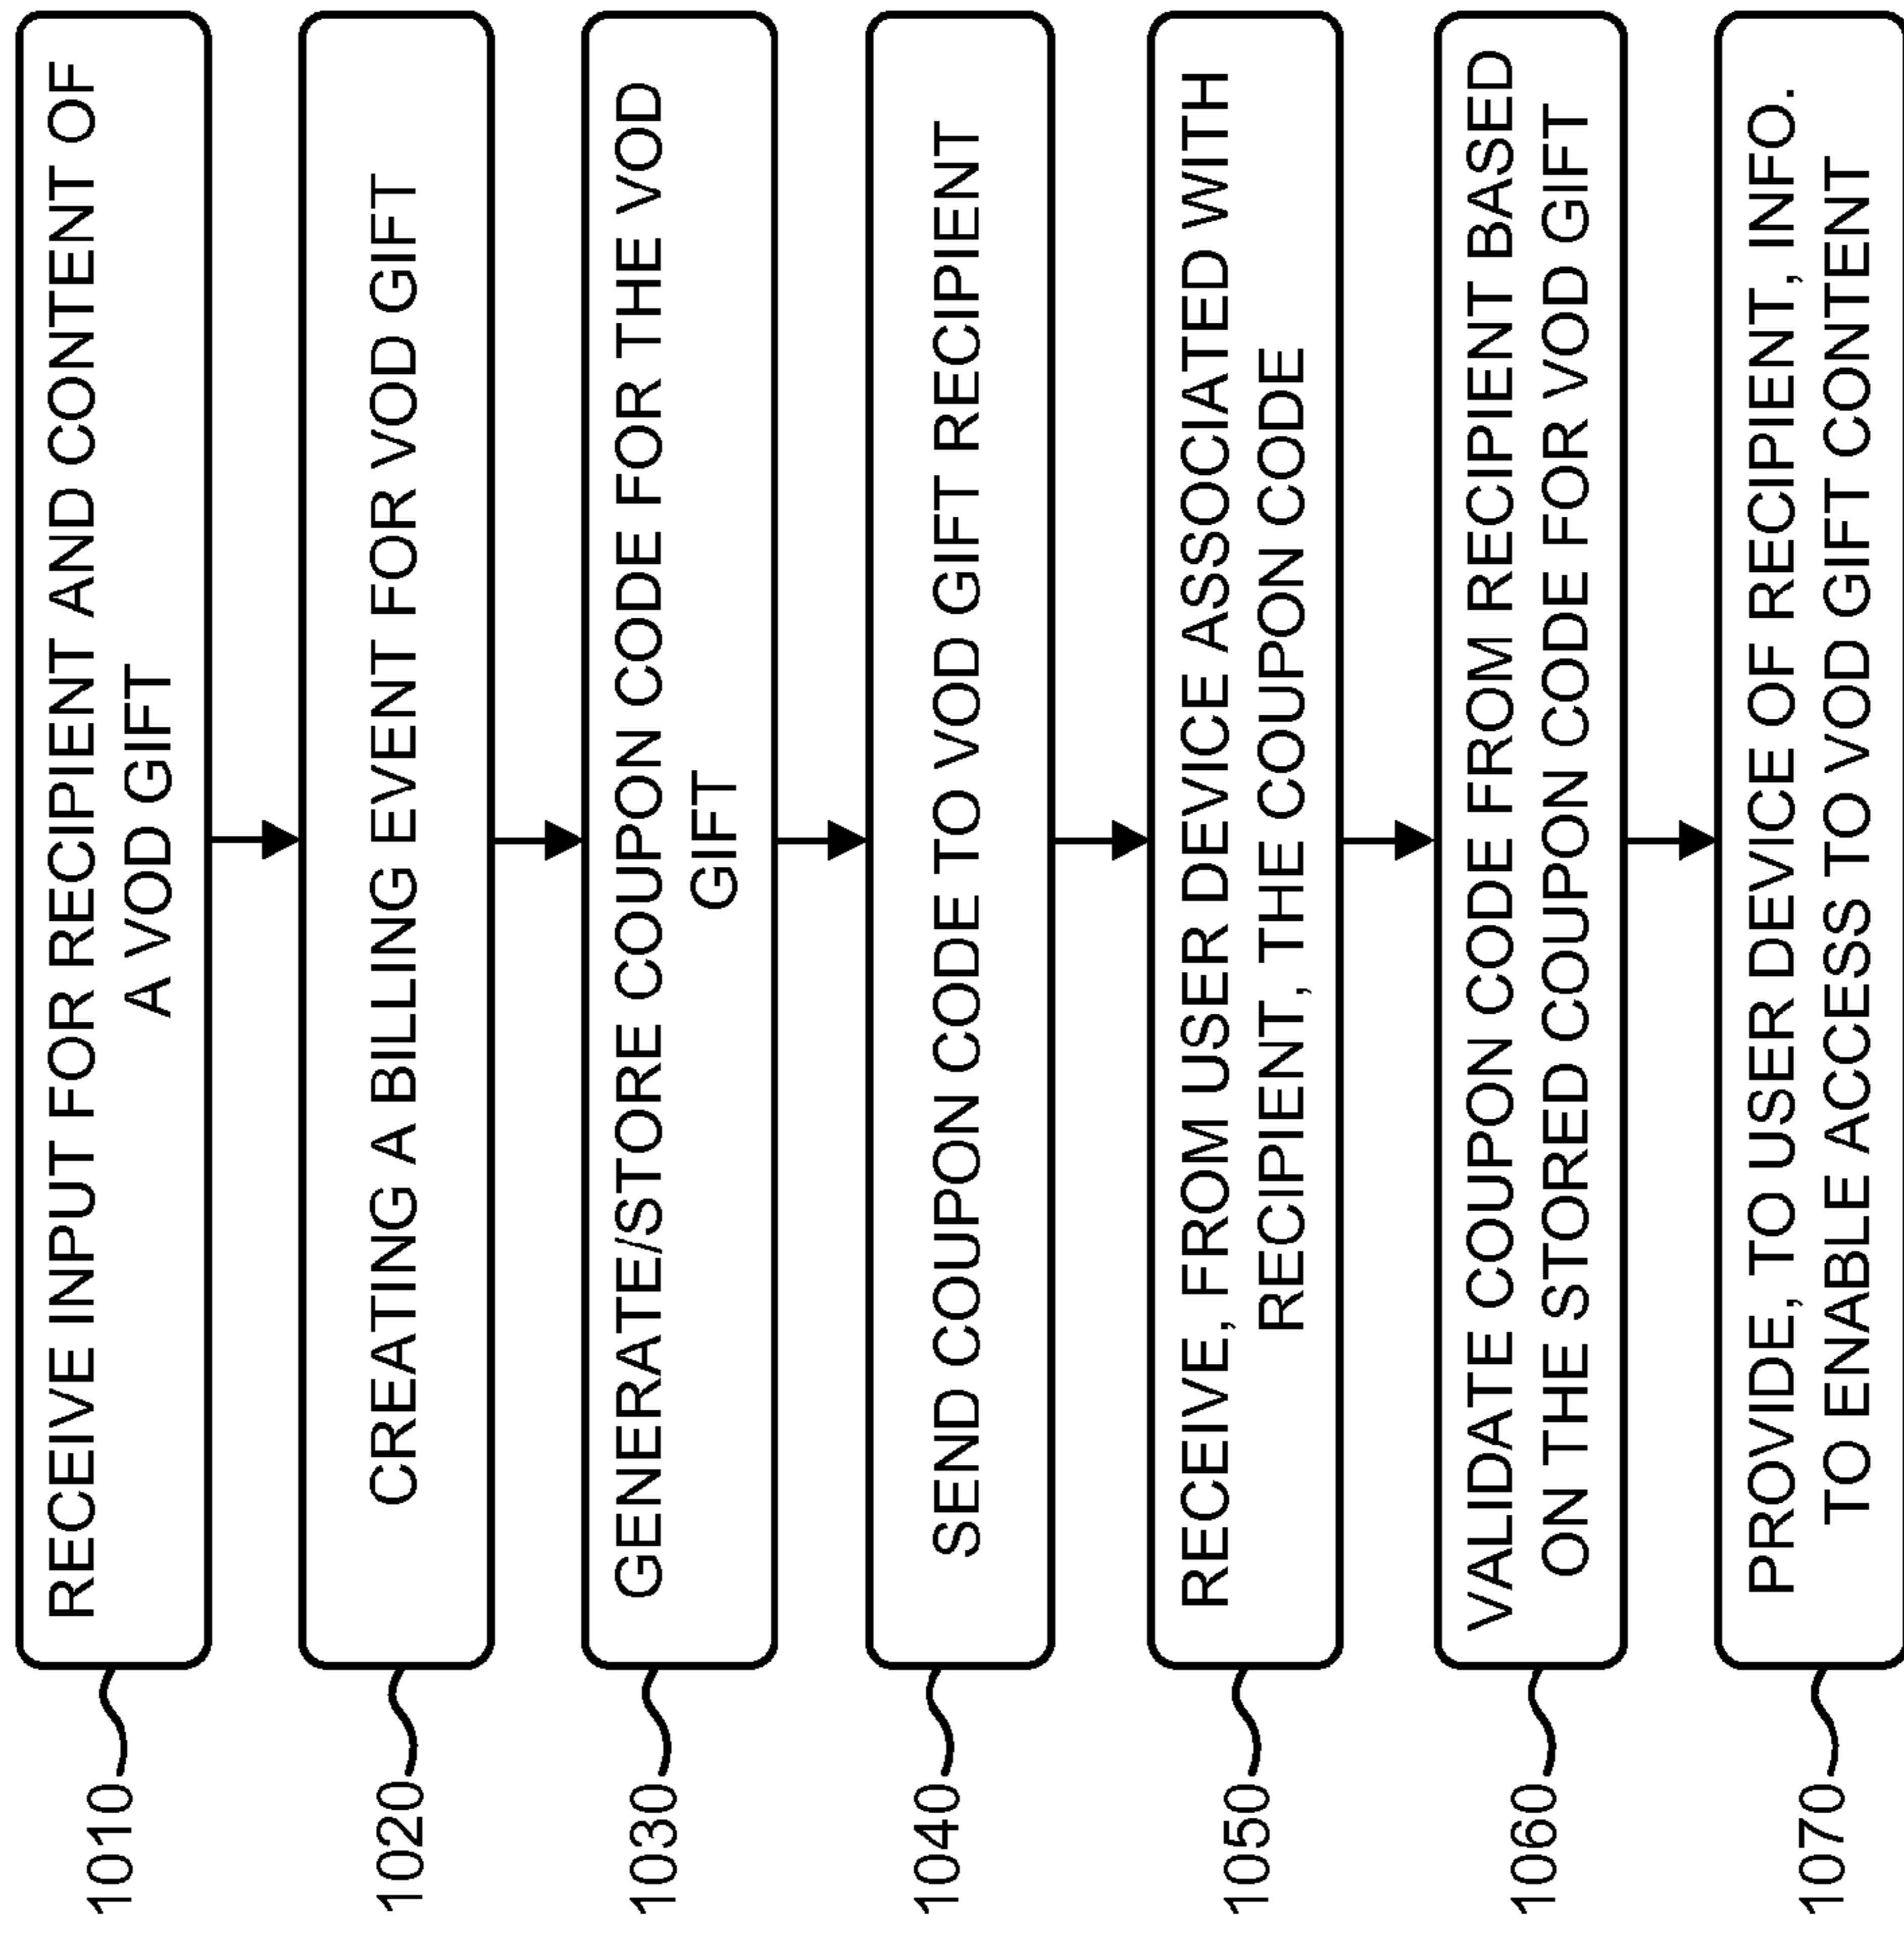 1010
RECEIVE INPUT FOR RECIPIENT AND CONTENT OF
A VOD GIFT
1020
CREATING A BILLING EVENT FOR VOD GIFT
1030
GENERATE/STORE COUPON CODE FOR THE VOD
GIFT
1040
SEND COUPON CODE TO VOD GIFT RECIPIENT
1050
RECEIVE, FROM USER DEVICE ASSOCIATED WITH
RECIPIENT, THE COUPON CODE
1060
VALIDATE COUPON CODE FROM RECIPIENT BASED
ON THE STORED COUPON CODE FOR VOD GIFT
1070
PROVIDE, TO USER DEVICE OF RECIPIENT, INFO.
TO ENABLE ACCESS TO VOD GIFT CONTENT